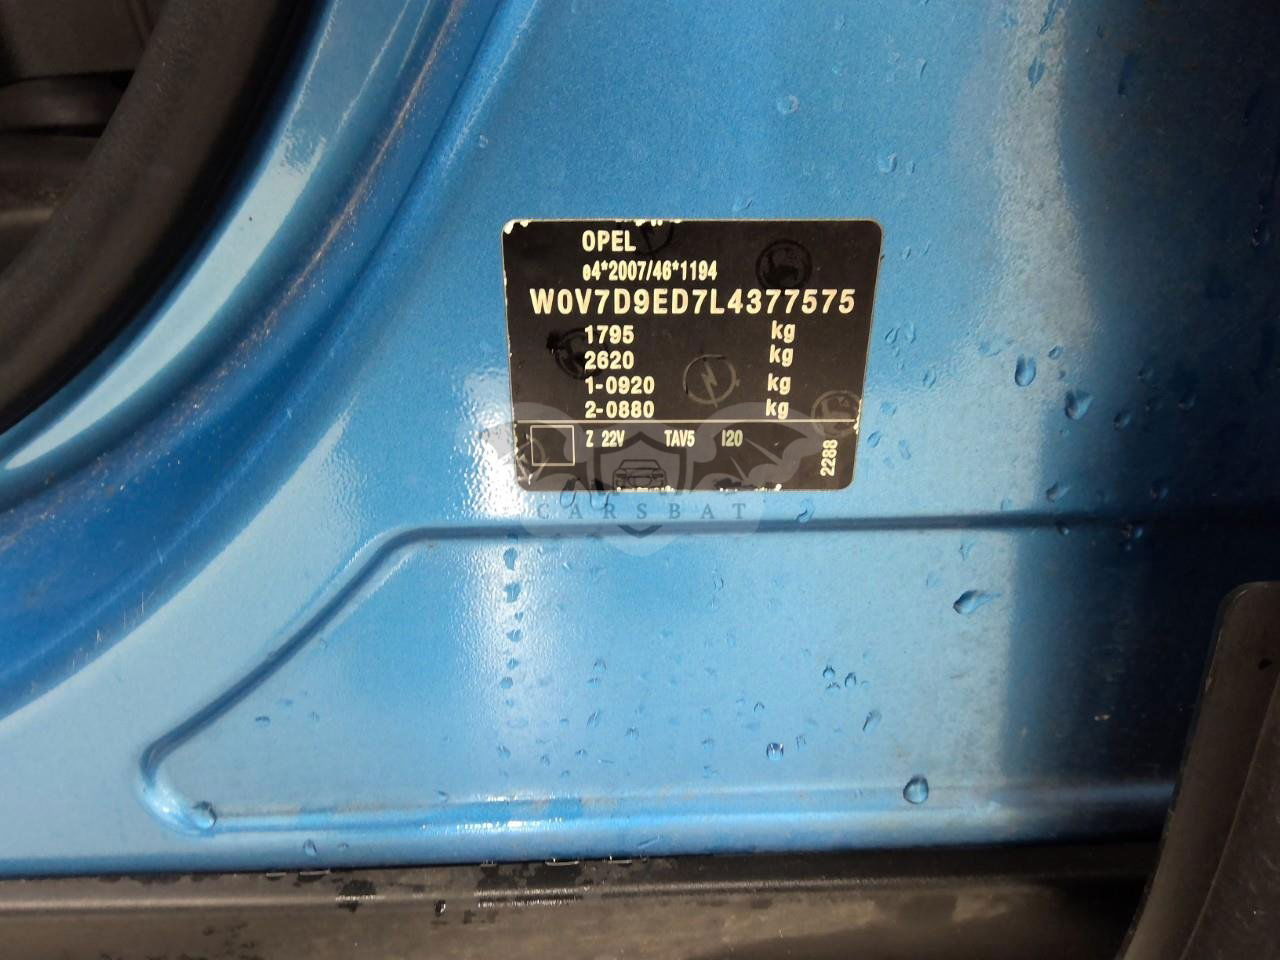 OPEL
e4*2007/46*1194
W0V7D9ED7L4377575
1795 kg
2620 kg
1-0920 kg
2-0880 kg
Z 22V TAV5 I20
2288
CARSBAT